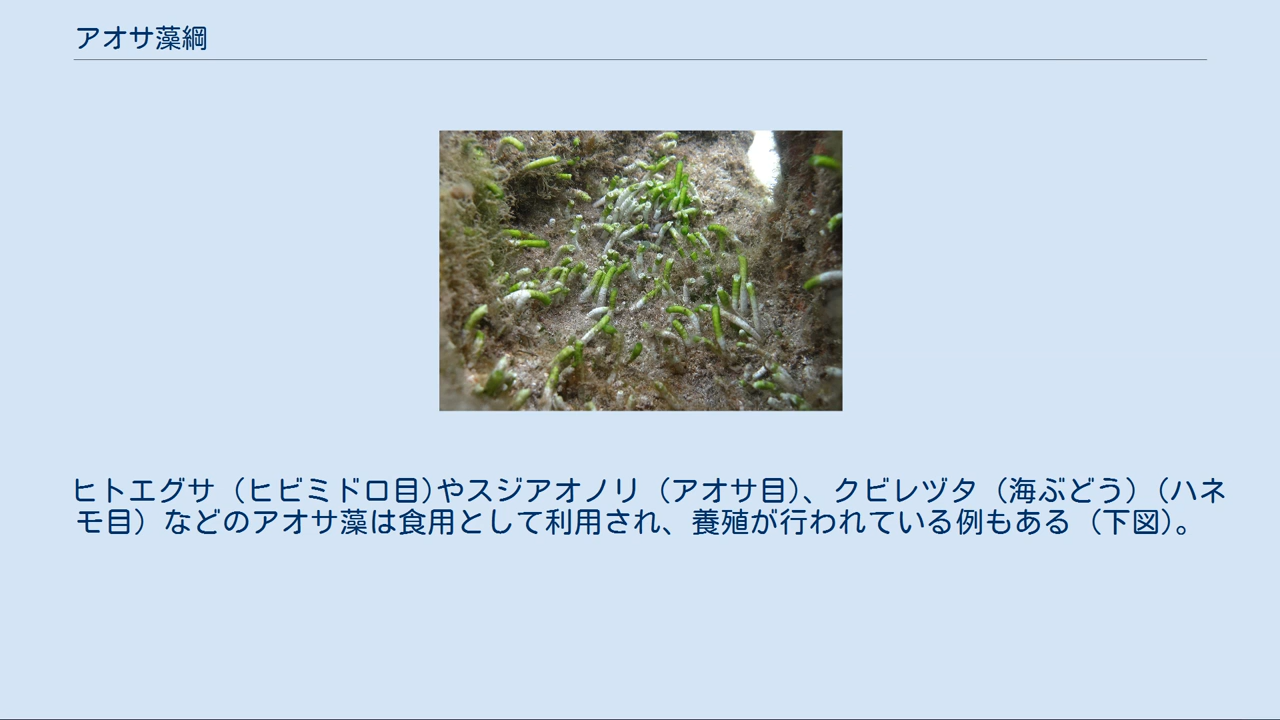 アオサ藻綱
ヒトエグサ（ヒビミドロ目)やスジアオノリ（アオサ目)、クビレヅタ（海ぶどう）(ハネ
モ目）などのアオサ藻は食用として利用され、養殖が行われている例もある（下図)。